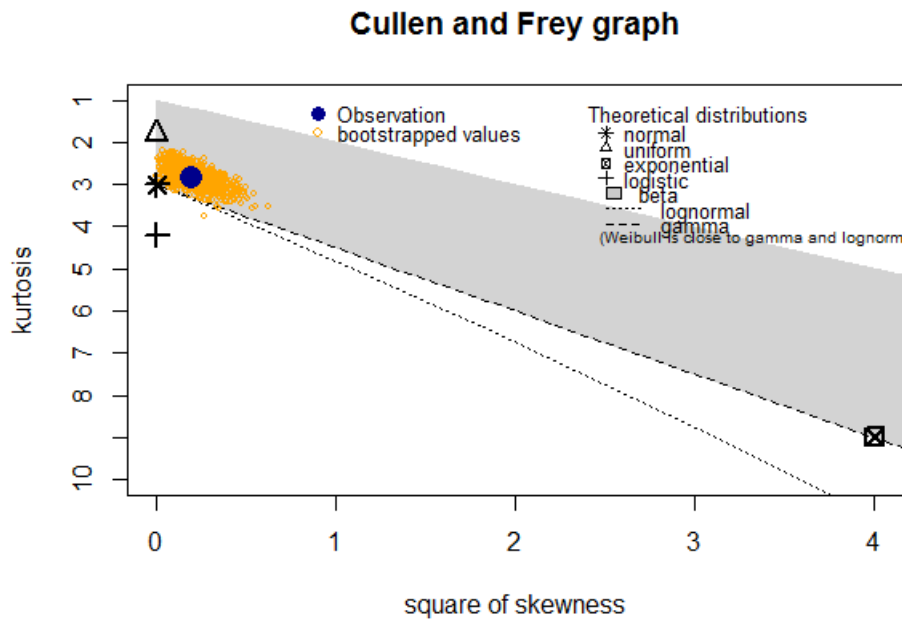 Cullen and Frey graph
Observation
bootstrapped values
Theoretical distributions
normal
uniform
exponential
logistic
beta
lognormal
gamma
(Weibull is close to gamma and lognorm
kurtosis
1
2
3
4
5
6
7
8
10
0
1
2
3
4
square of skewness